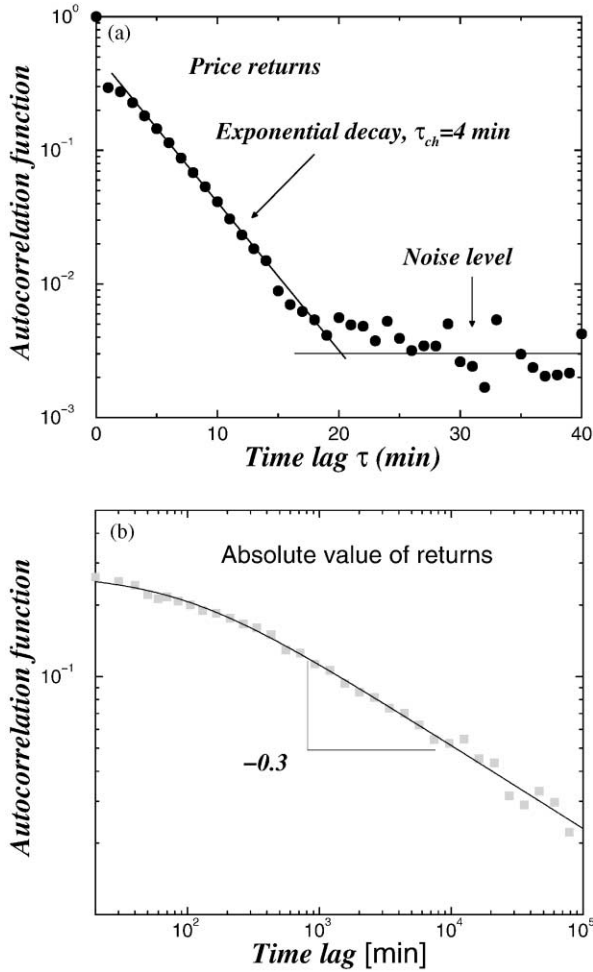 (a)
Price returns
Exponential decay, τch=4 min
Noise level
Autocorrelation function
10⁰
10⁻¹
10⁻²
10⁻³
0 10 20 30 40
Time lag τ (min)
(b)
Absolute value of returns
−0.3
Autocorrelation function
10⁻¹
10² 10³ 10⁴ 10⁵
Time lag [min]